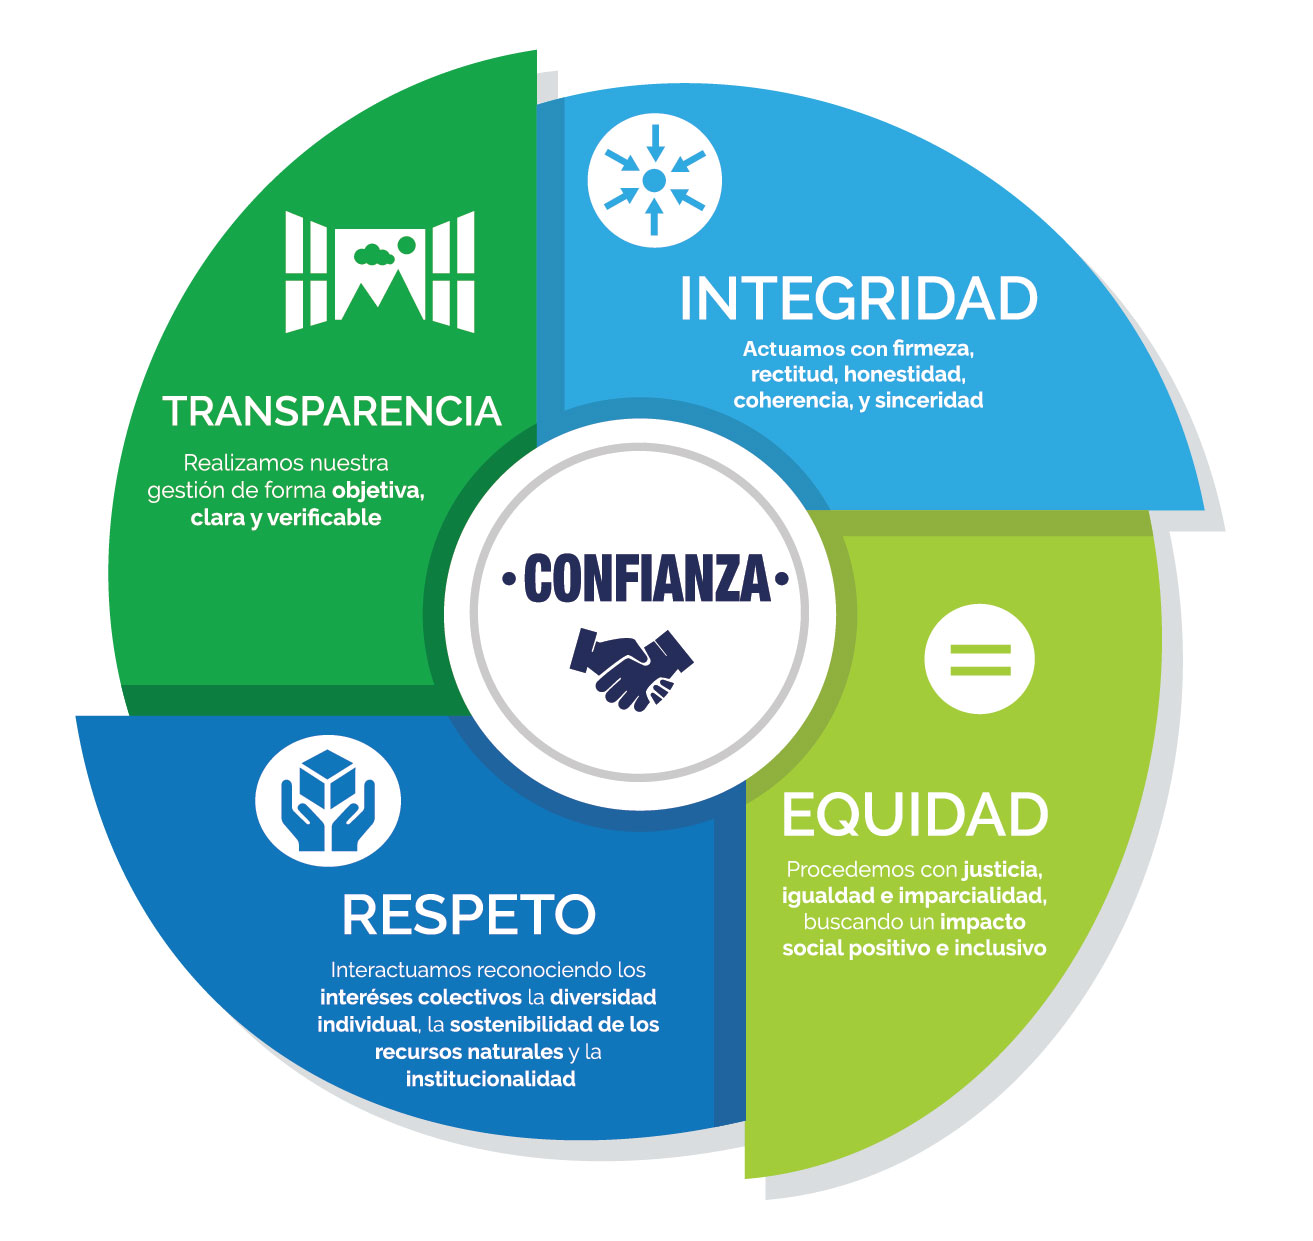 TRANSPARENCIA
Realizamos nuestra
gestión de forma objetiva,
clara y verificable
INTEGRIDAD
Actuamos con firmeza,
rectitud, honestidad,
coherencia, y sinceridad
• CONFIANZA •
EQUIDAD
Procedemos con justicia,
igualdad e imparcialidad,
buscando un impacto
social positivo e inclusivo
RESPETO
Interactuamos reconociendo los
interéses colectivos la diversidad
individual, la sostenibilidad de los
recursos naturales y la
institucionalidad